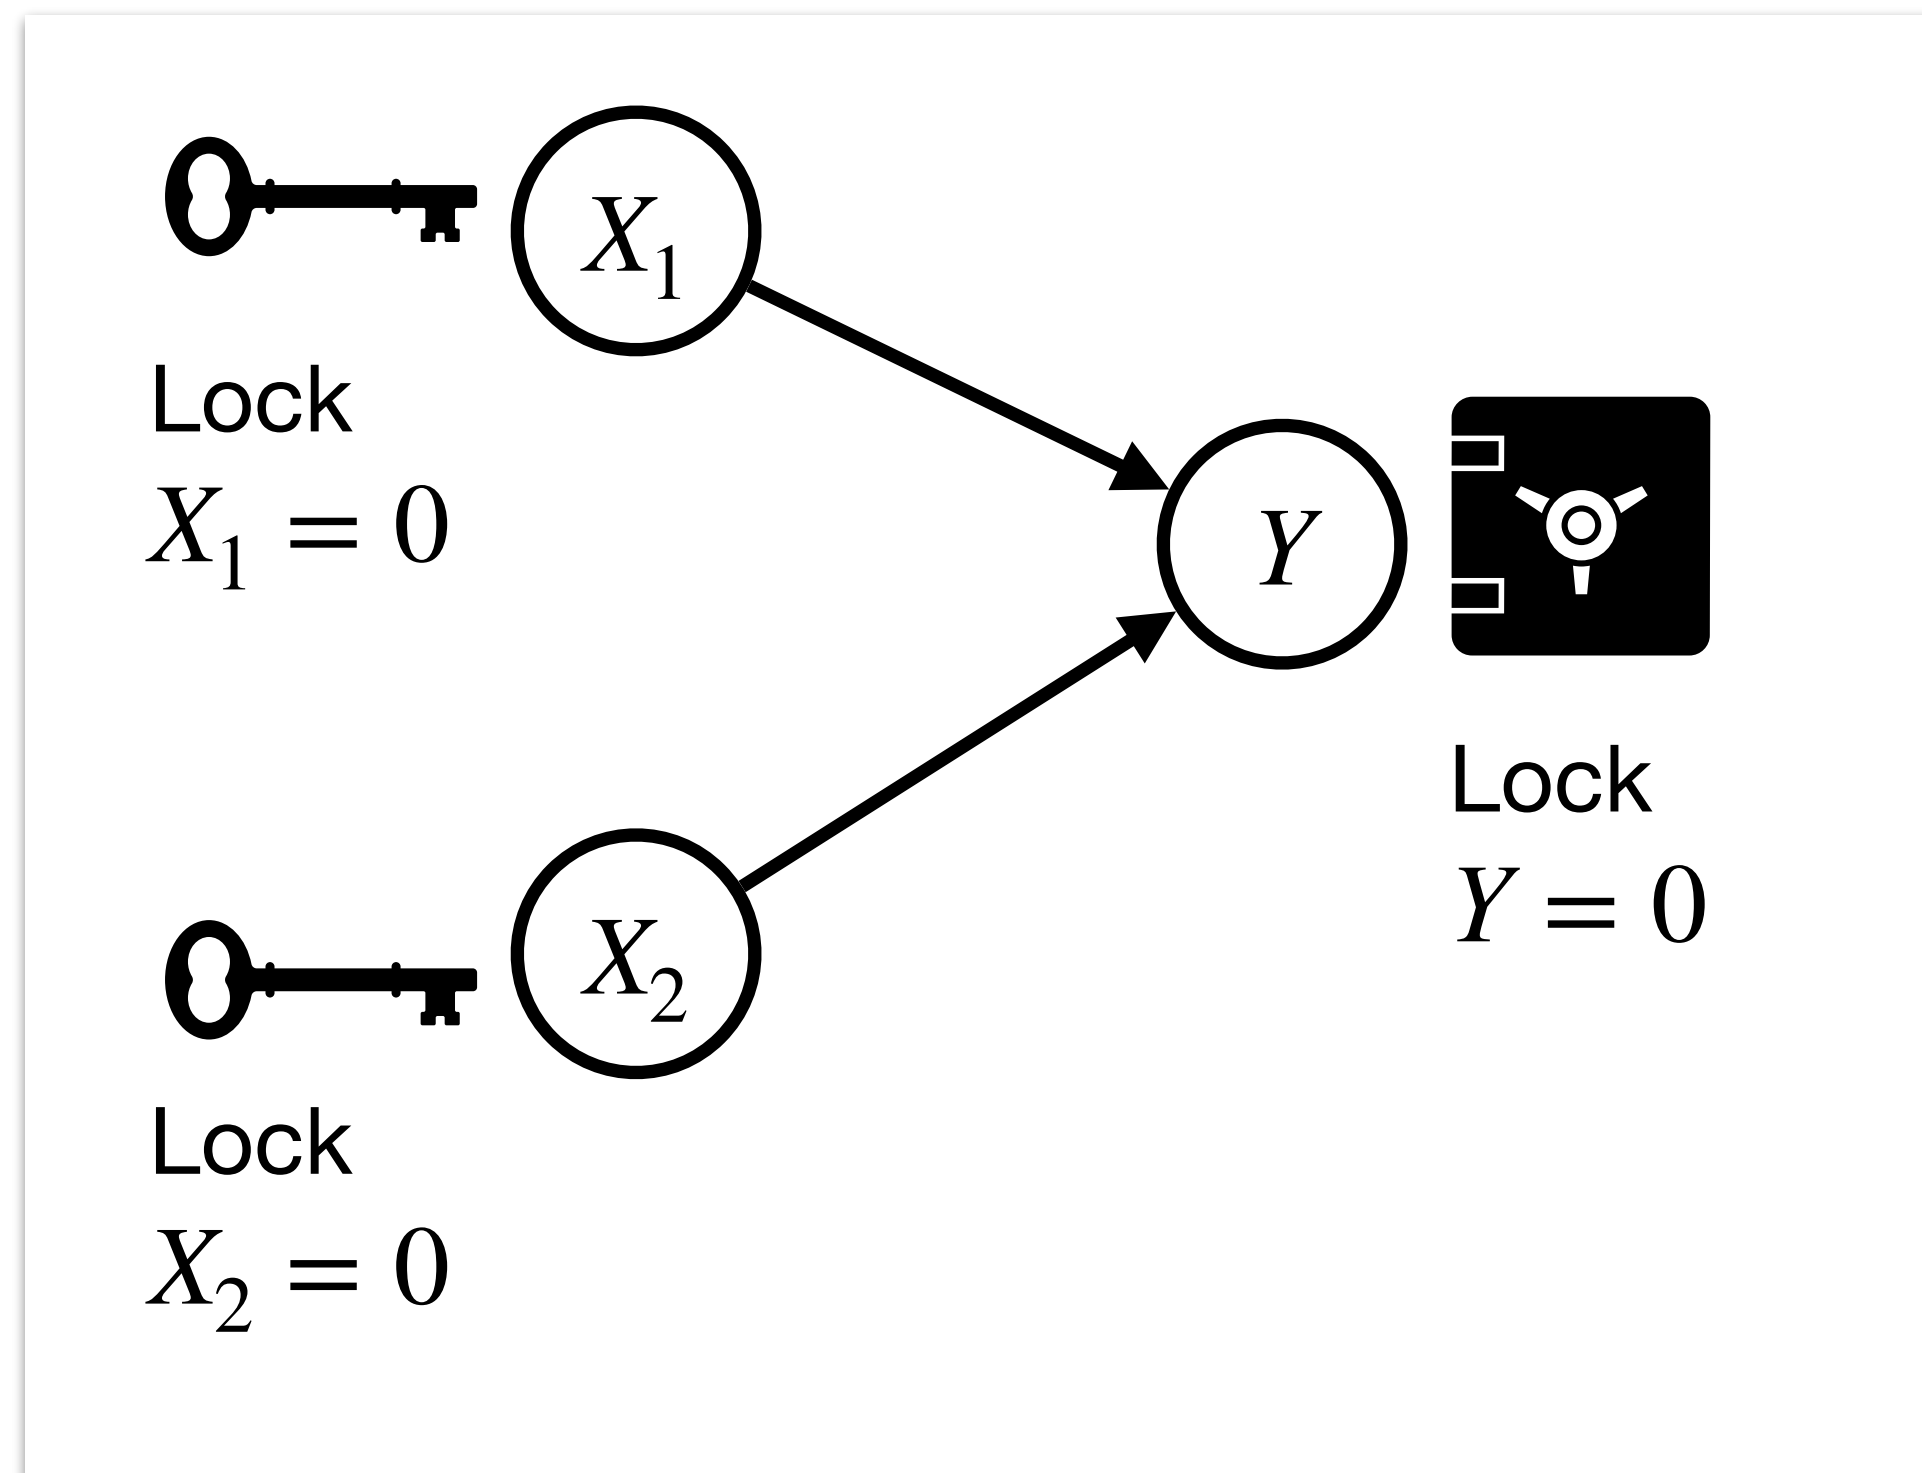 X₁
Lock
X₁ = 0
Y
Lock
Y = 0
X₂
Lock
X₂ = 0